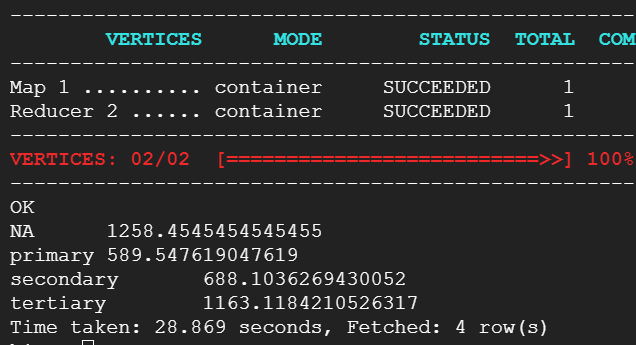 ----------------------------------------------------
VERTICES MODE STATUS TOTAL COM
----------------------------------------------------
Map 1 .......... container SUCCEEDED 1
Reducer 2 ...... container SUCCEEDED 1
----------------------------------------------------
VERTICES: 02/02 [==========================>>] 100%
----------------------------------------------------
OK
NA 1258.4545454545455
primary 589.547619047619
secondary 688.1036269430052
tertiary 1163.1184210526317
Time taken: 28.869 seconds, Fetched: 4 row(s)